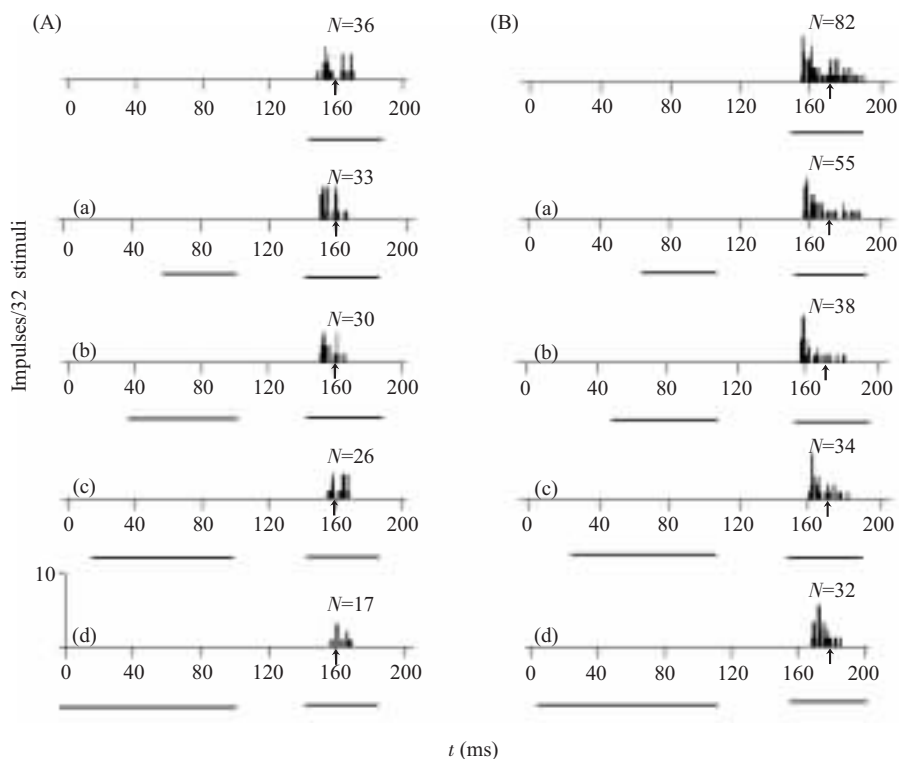 (A)
N=36
0 40 80 120 160 200
(a)
N=33
0 40 80 120 160 200
(b)
N=30
0 40 80 120 160 200
(c)
N=26
0 40 80 120 160 200
10
(d)
N=17
0 40 80 120 160 200
(B)
N=82
0 40 80 120 160 200
(a)
N=55
0 40 80 120 160 200
(b)
N=38
0 40 80 120 160 200
(c)
N=34
0 40 80 120 160 200
(d)
N=32
0 40 80 120 160 200
Impulses/32 stimuli
t (ms)